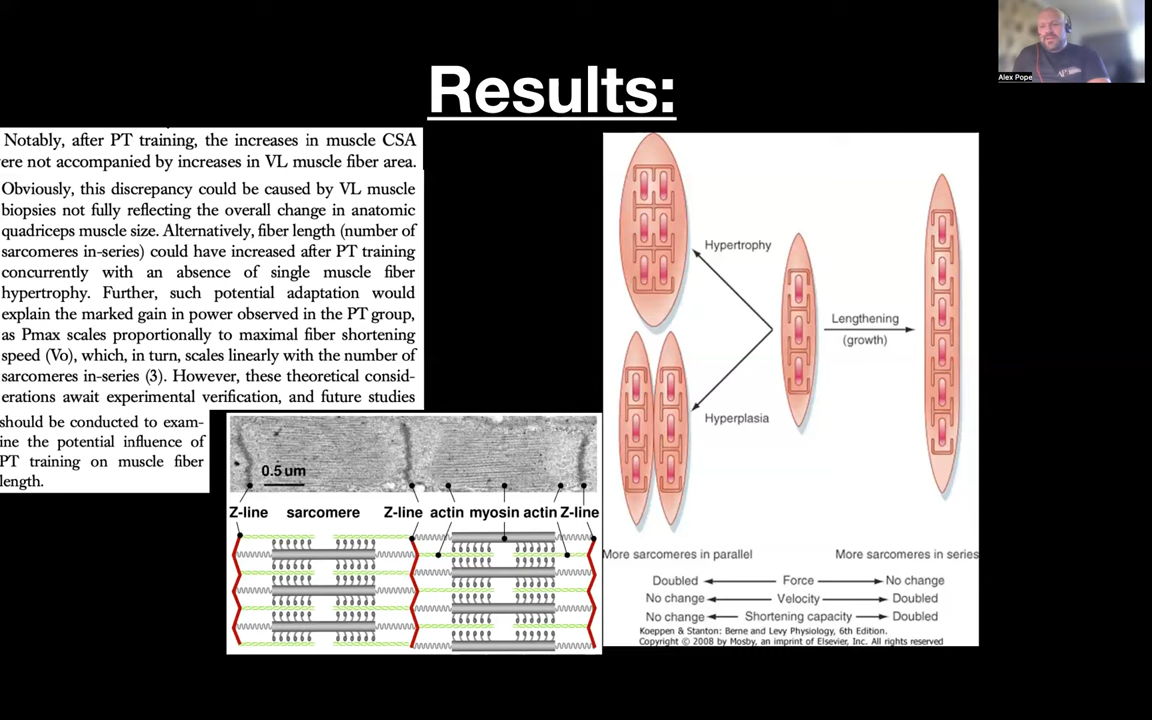 Results:
Alex Pope
Notably, after PT training, the increases in muscle CSA
ere not accompanied by increases in VL muscle fiber area.
Obviously, this discrepancy could be caused by VL muscle
biopsies not fully reflecting the overall change in anatomic
quadriceps muscle size. Alternatively, fiber length (number of
sarcomeres in-series) could have increased after PT training
concurrently with an absence of single muscle fiber
hypertrophy. Further, such potential adaptation would
explain the marked gain in power observed in the PT group,
as Pmax scales proportionally to maximal fiber shortening
speed (Vo), which, in turn, scales linearly with the number of
sarcomeres in-series (3). However, these theoretical consid-
erations await experimental verification, and future studies
should be conducted to exam-
ine the potential influence of
PT training on muscle fiber
length.
0.5 um
Z-line sarcomere Z-line actin myosin actin Z-line
Hypertrophy
Hyperplasia
Lengthening
(growth)
More sarcomeres in parallel
More sarcomeres in series
Doubled Force No change
No change Velocity Doubled
No change Shortening capacity Doubled
Koeppen & Stanton: Berne and Levy Physiology, 6th Edition.
Copyright © 2008 by Mosby, an imprint of Elsevier, Inc. All rights reserved